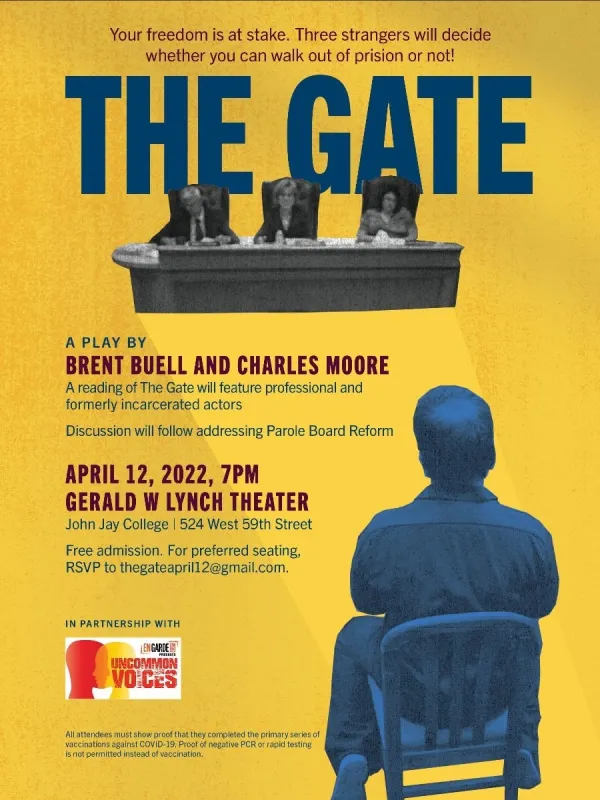 Your freedom is at stake. Three strangers will decide
whether you can walk out of prision or not!
THE GATE
A PLAY BY
BRENT BUELL AND CHARLES MOORE
A reading of The Gate will feature professional and
formerly incarcerated actors
Discussion will follow addressing Parole Board Reform
APRIL 12, 2022, 7PM
GERALD W LYNCH THEATER
John Jay College | 524 West 59th Street
Free admission. For preferred seating,
RSVP to thegateapril12@gmail.com.
IN PARTNERSHIP WITH
EN GARDE
PRESENTS
UNCOMMON
VOICES
All attendees must show proof that they completed the primary series of
vaccinations against COVID-19. Proof of negative PCR or rapid testing
is not permitted instead of vaccination.